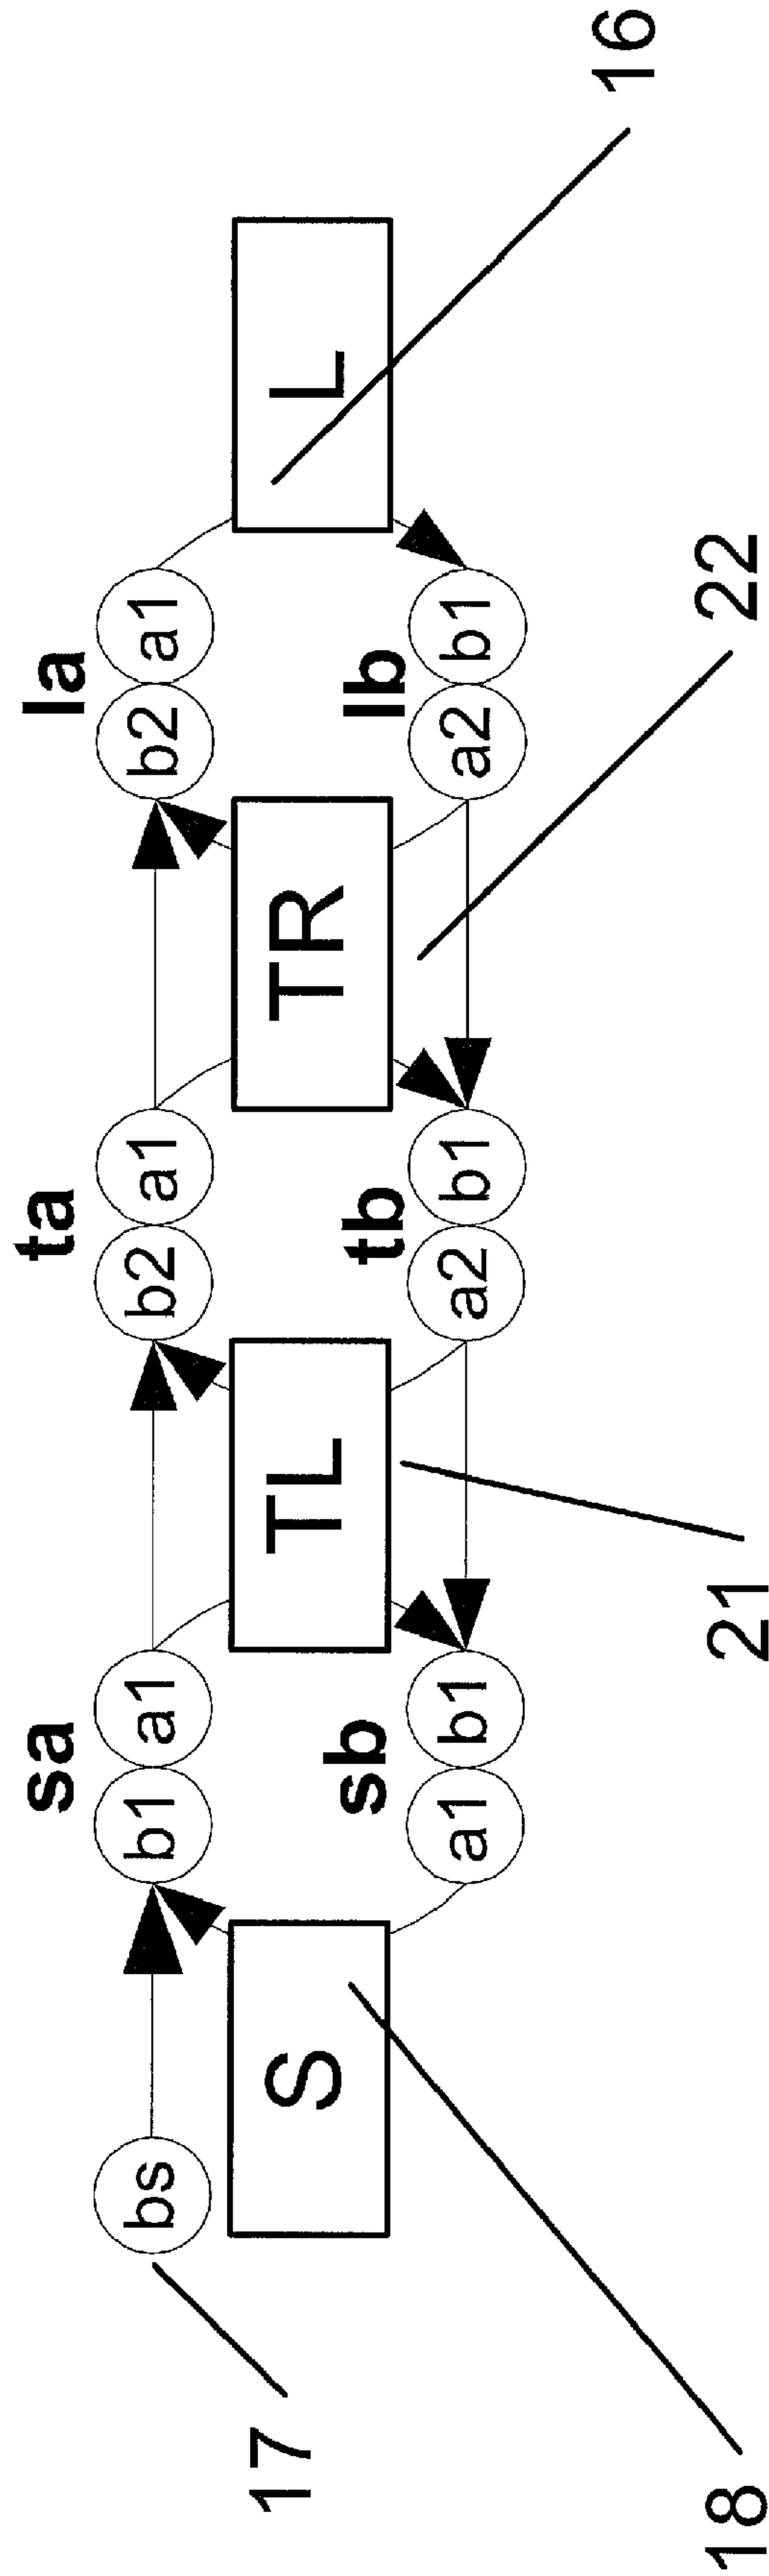 sa ta la
bs b1 a1 b2 a1 b2 a1
S TL TR L
sb tb lb
a1 b1 a2 b1 a2 b1
17
18
21
22
16